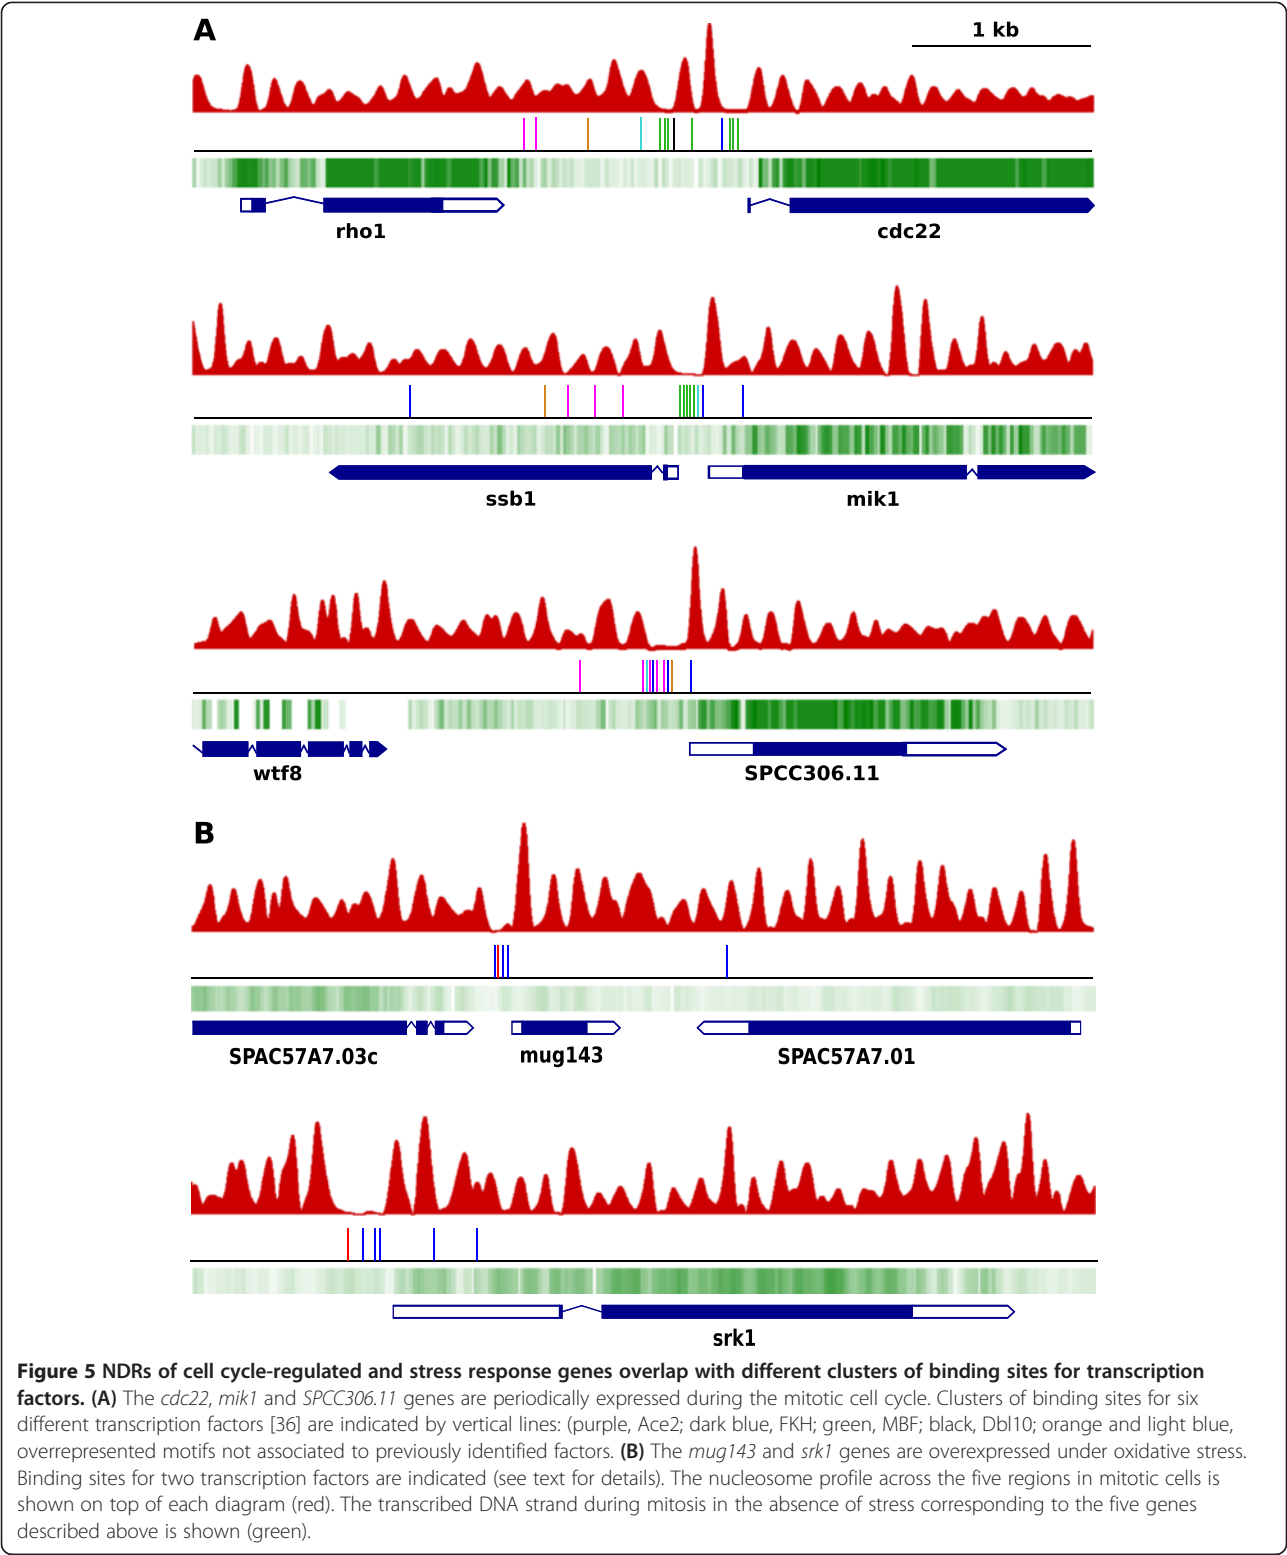 A
1 kb
rho1
cdc22
ssb1
mik1
wtf8
SPCC306.11
B
SPAC57A7.03c
mug143
SPAC57A7.01
srk1
Figure 5 NDRs of cell cycle-regulated and stress response genes overlap with different clusters of binding sites for transcription
factors. (A) The cdc22, mik1 and SPCC306.11 genes are periodically expressed during the mitotic cell cycle. Clusters of binding sites for six
different transcription factors [36] are indicated by vertical lines: (purple, Ace2; dark blue, FKH; green, MBF; black, Dbl10; orange and light blue,
overrepresented motifs not associated to previously identified factors. (B) The mug143 and srk1 genes are overexpressed under oxidative stress.
Binding sites for two transcription factors are indicated (see text for details). The nucleosome profile across the five regions in mitotic cells is
shown on top of each diagram (red). The transcribed DNA strand during mitosis in the absence of stress corresponding to the five genes
described above is shown (green).